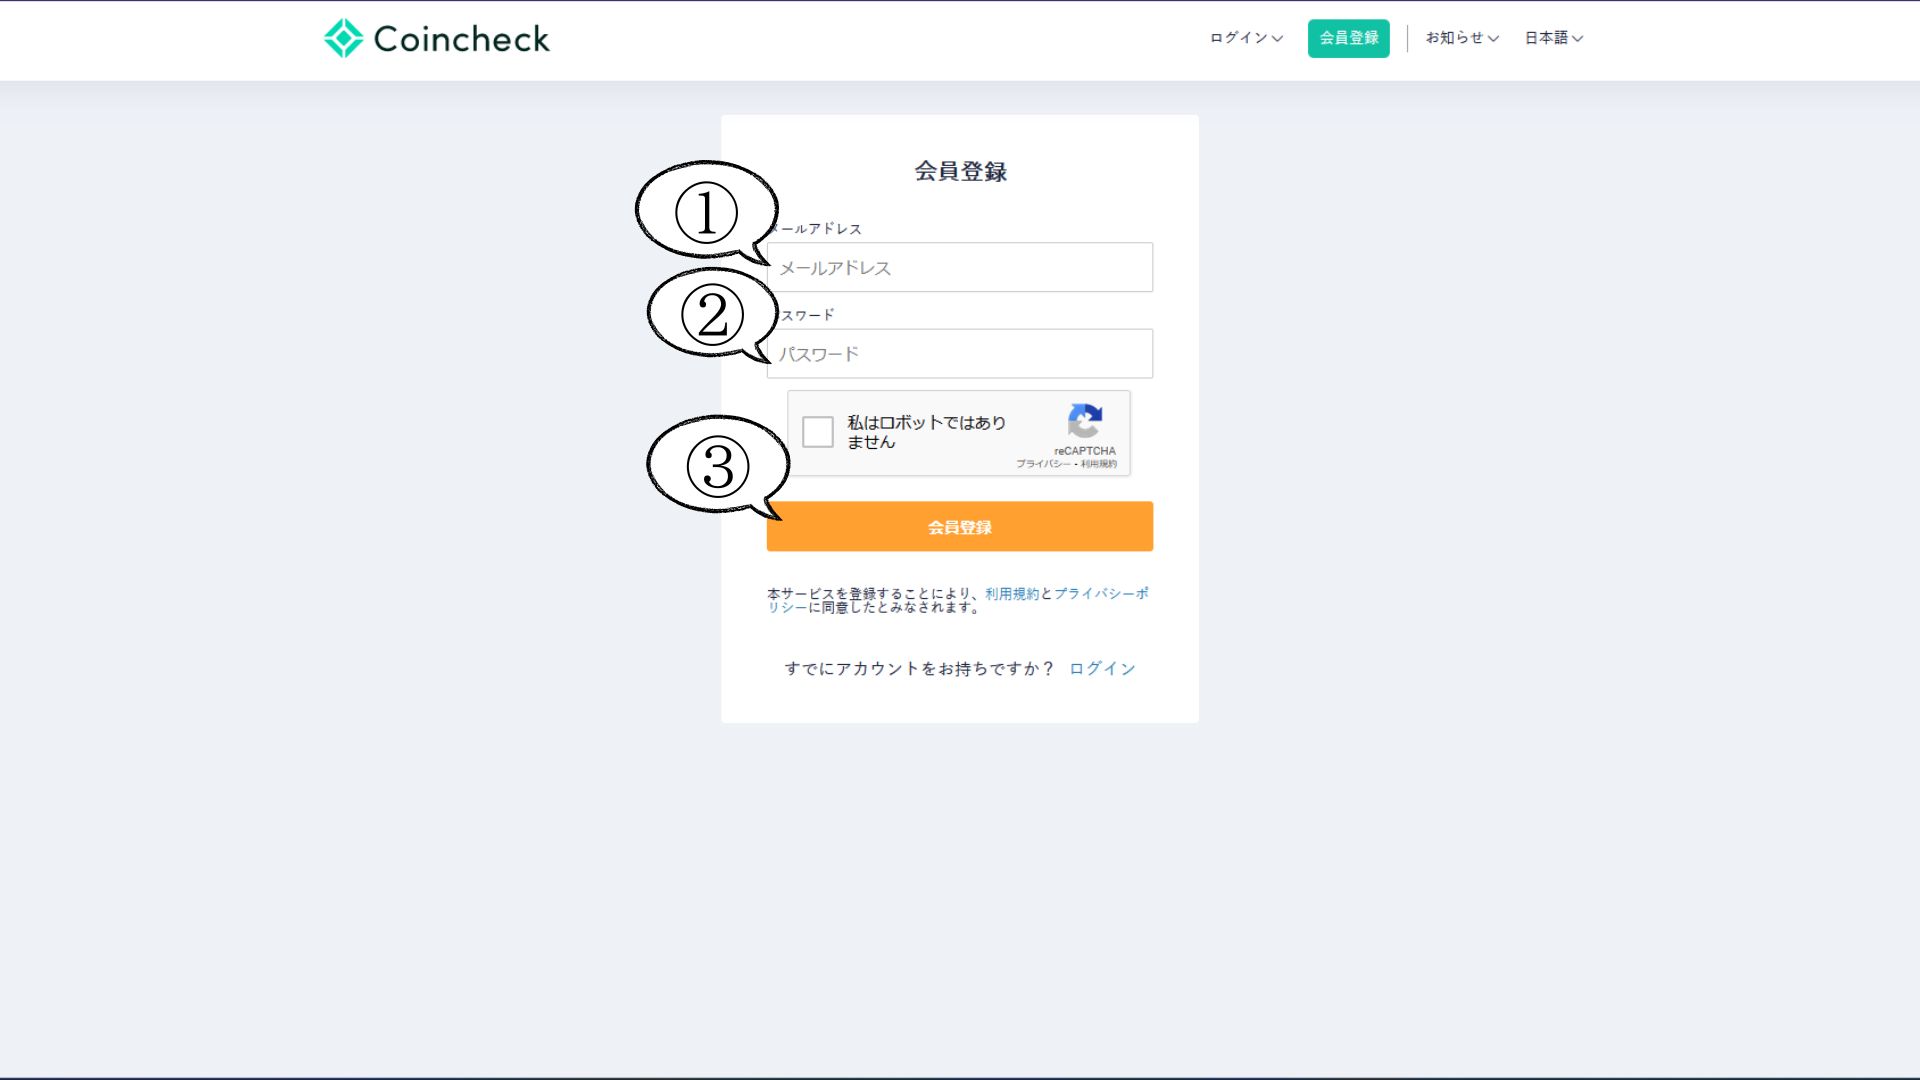 Coincheck
ログイン
会員登録
お知らせ
日本語
会員登録
①
メールアドレス
メールアドレス
②
スワード
パスワード
私はロボットではあり
ません
reCAPTCHA
プライバシー - 利用規約
③
会員登録
本サービスを登録することにより、利用規約とプライバシーポ
リシーに同意したとみなされます。
すでにアカウントをお持ちですか？ ログイン